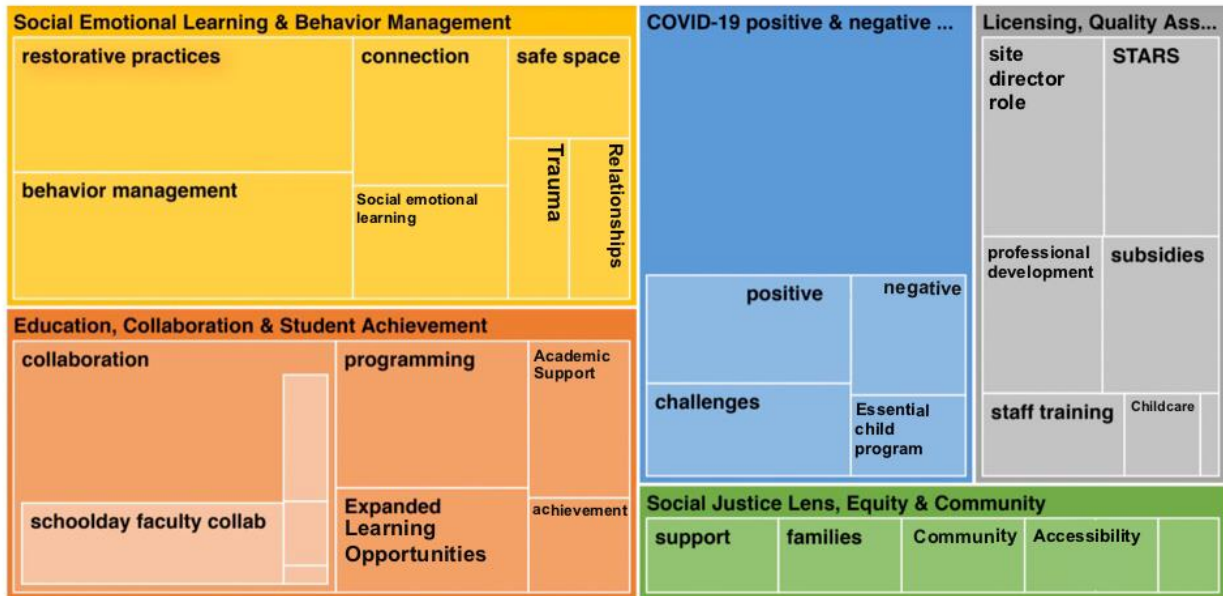 Social Emotional Learning & Behavior Management
restorative practices
connection
safe space
behavior management
Social emotional
learning
Trauma
Relationships
Education, Collaboration & Student Achievement
collaboration
schoolday faculty collab
programming
Academic
Support
Expanded
Learning
Opportunities
achievement
COVID-19 positive & negative ...
positive
negative
challenges
Essential
child
program
Licensing, Quality Ass...
site
director
role
STARS
professional
development
subsidies
staff training
Childcare
Social Justice Lens, Equity & Community
support
families
Community
Accessibility